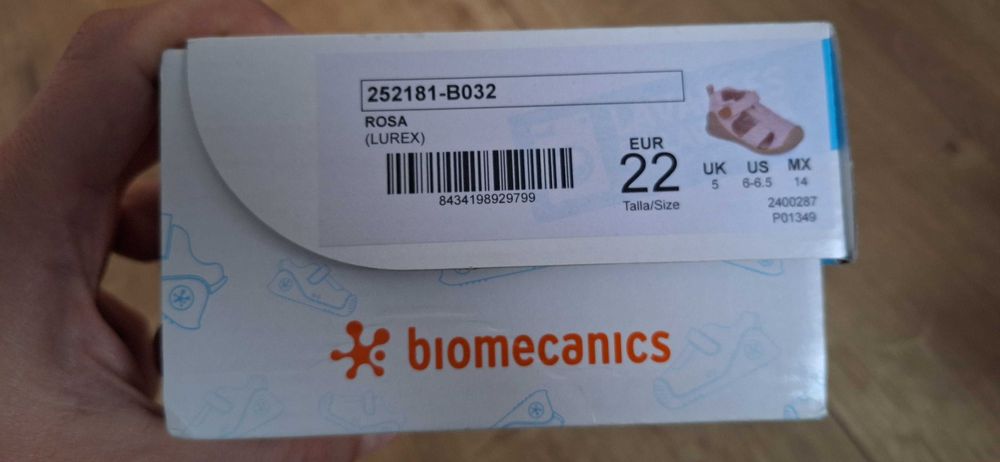 252181-B032
ROSA
(LUREX)
8434198929799
EUR
22
Talla/Size
UK US MX
5 6-6.5 14
2400287
P01349
biomecanics